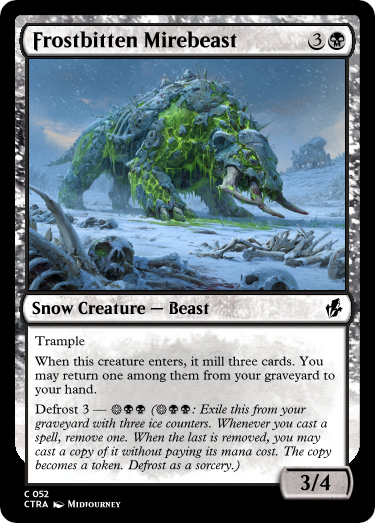 Frostbitten Mirebeast 3
Snow Creature — Beast
Trample
When this creature enters, it mill three cards. You
may return one among them from your graveyard to
your hand.
Defrost 3 — (: Exile this from your
graveyard with three ice counters. Whenever you cast a
spell, remove one. When the last is removed, you may
cast a copy of it without paying its mana cost. The copy
becomes a token. Defrost as a sorcery.)
3/4
C 052
CTRA Midjourney